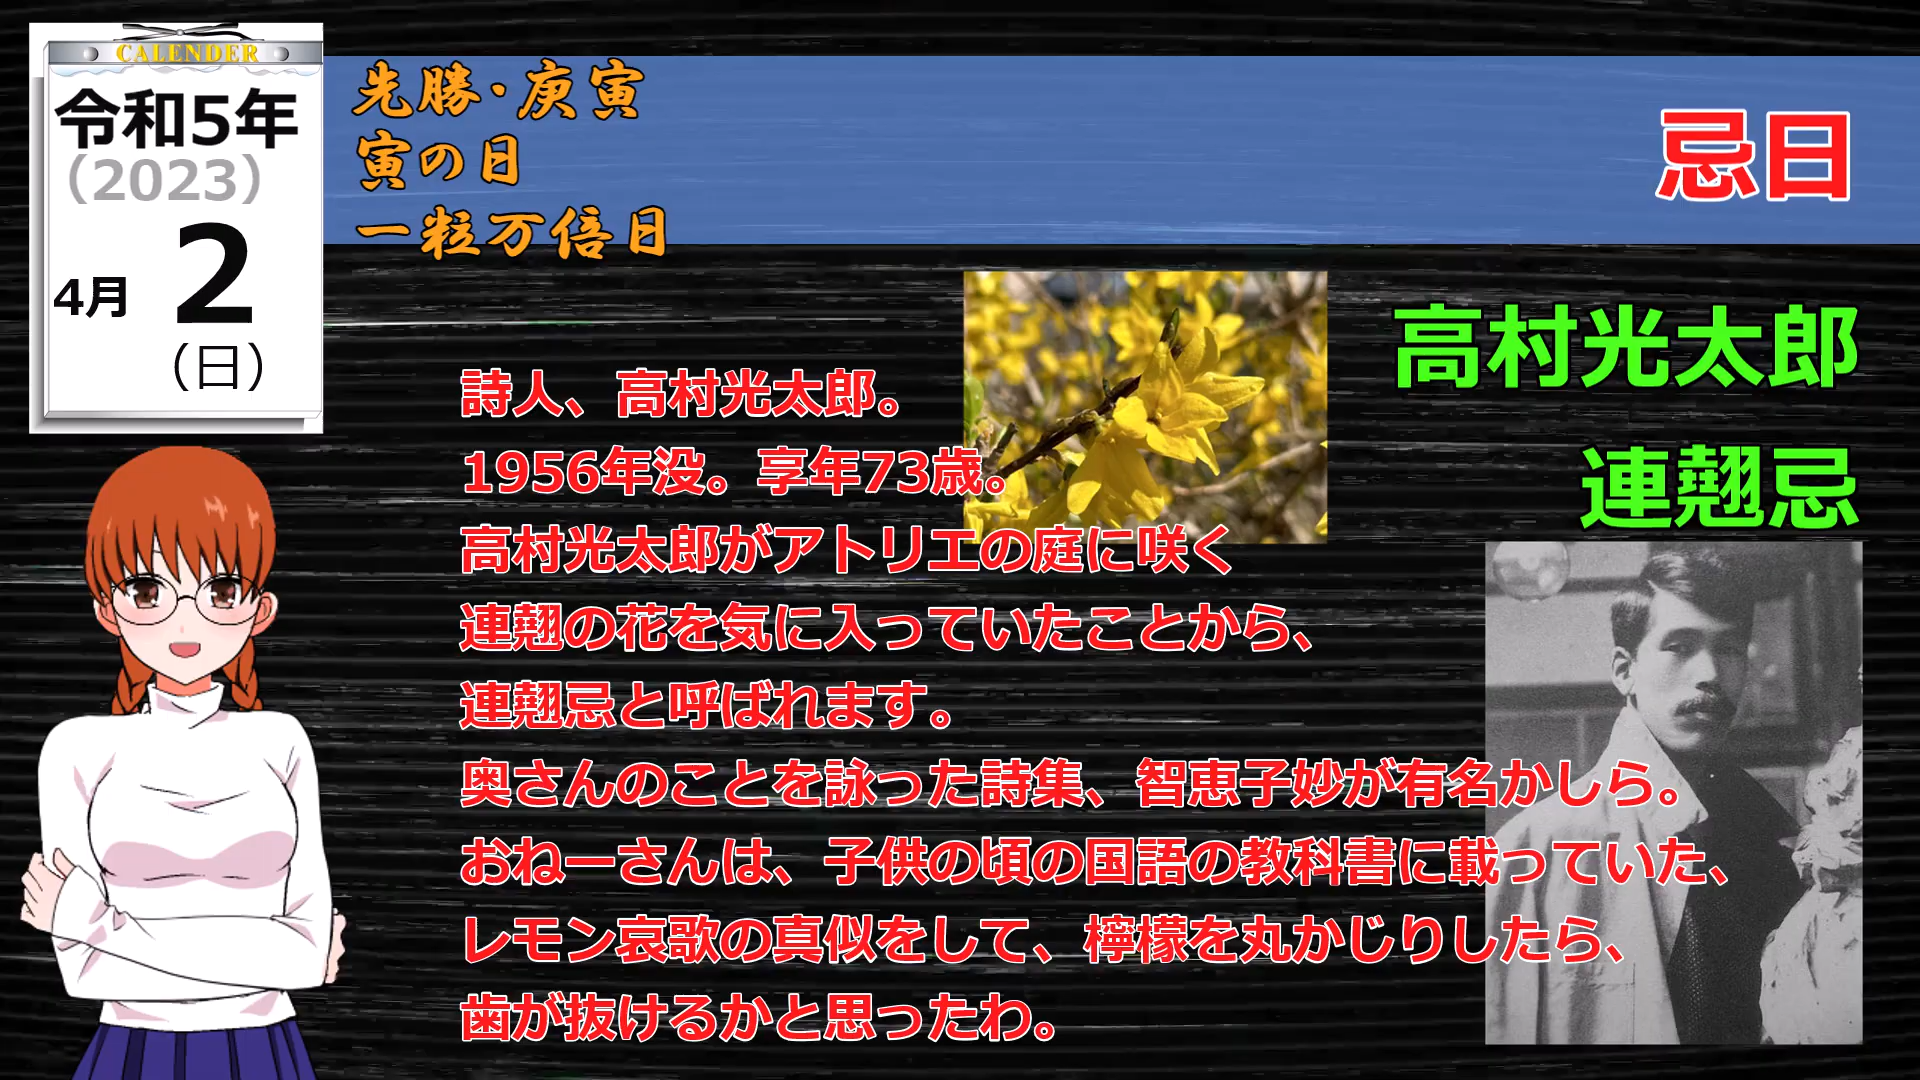 CALENDER
令和5年
（2023）
4月 2
（日）
先勝・庚寅
寅の日
一粒万倍日
忌日
高村光太郎
連翹忌
詩人、高村光太郎。
1956年没。享年73歳。
高村光太郎がアトリエの庭に咲く
連翹の花を気に入っていたことから、
連翹忌と呼ばれます。
奥さんのことを詠った詩集、智恵子妙が有名かしら。
おねーさんは、子供の頃の国語の教科書に載っていた、
レモン哀歌の真似をして、檸檬を丸かじりしたら、
歯が抜けるかと思ったわ。